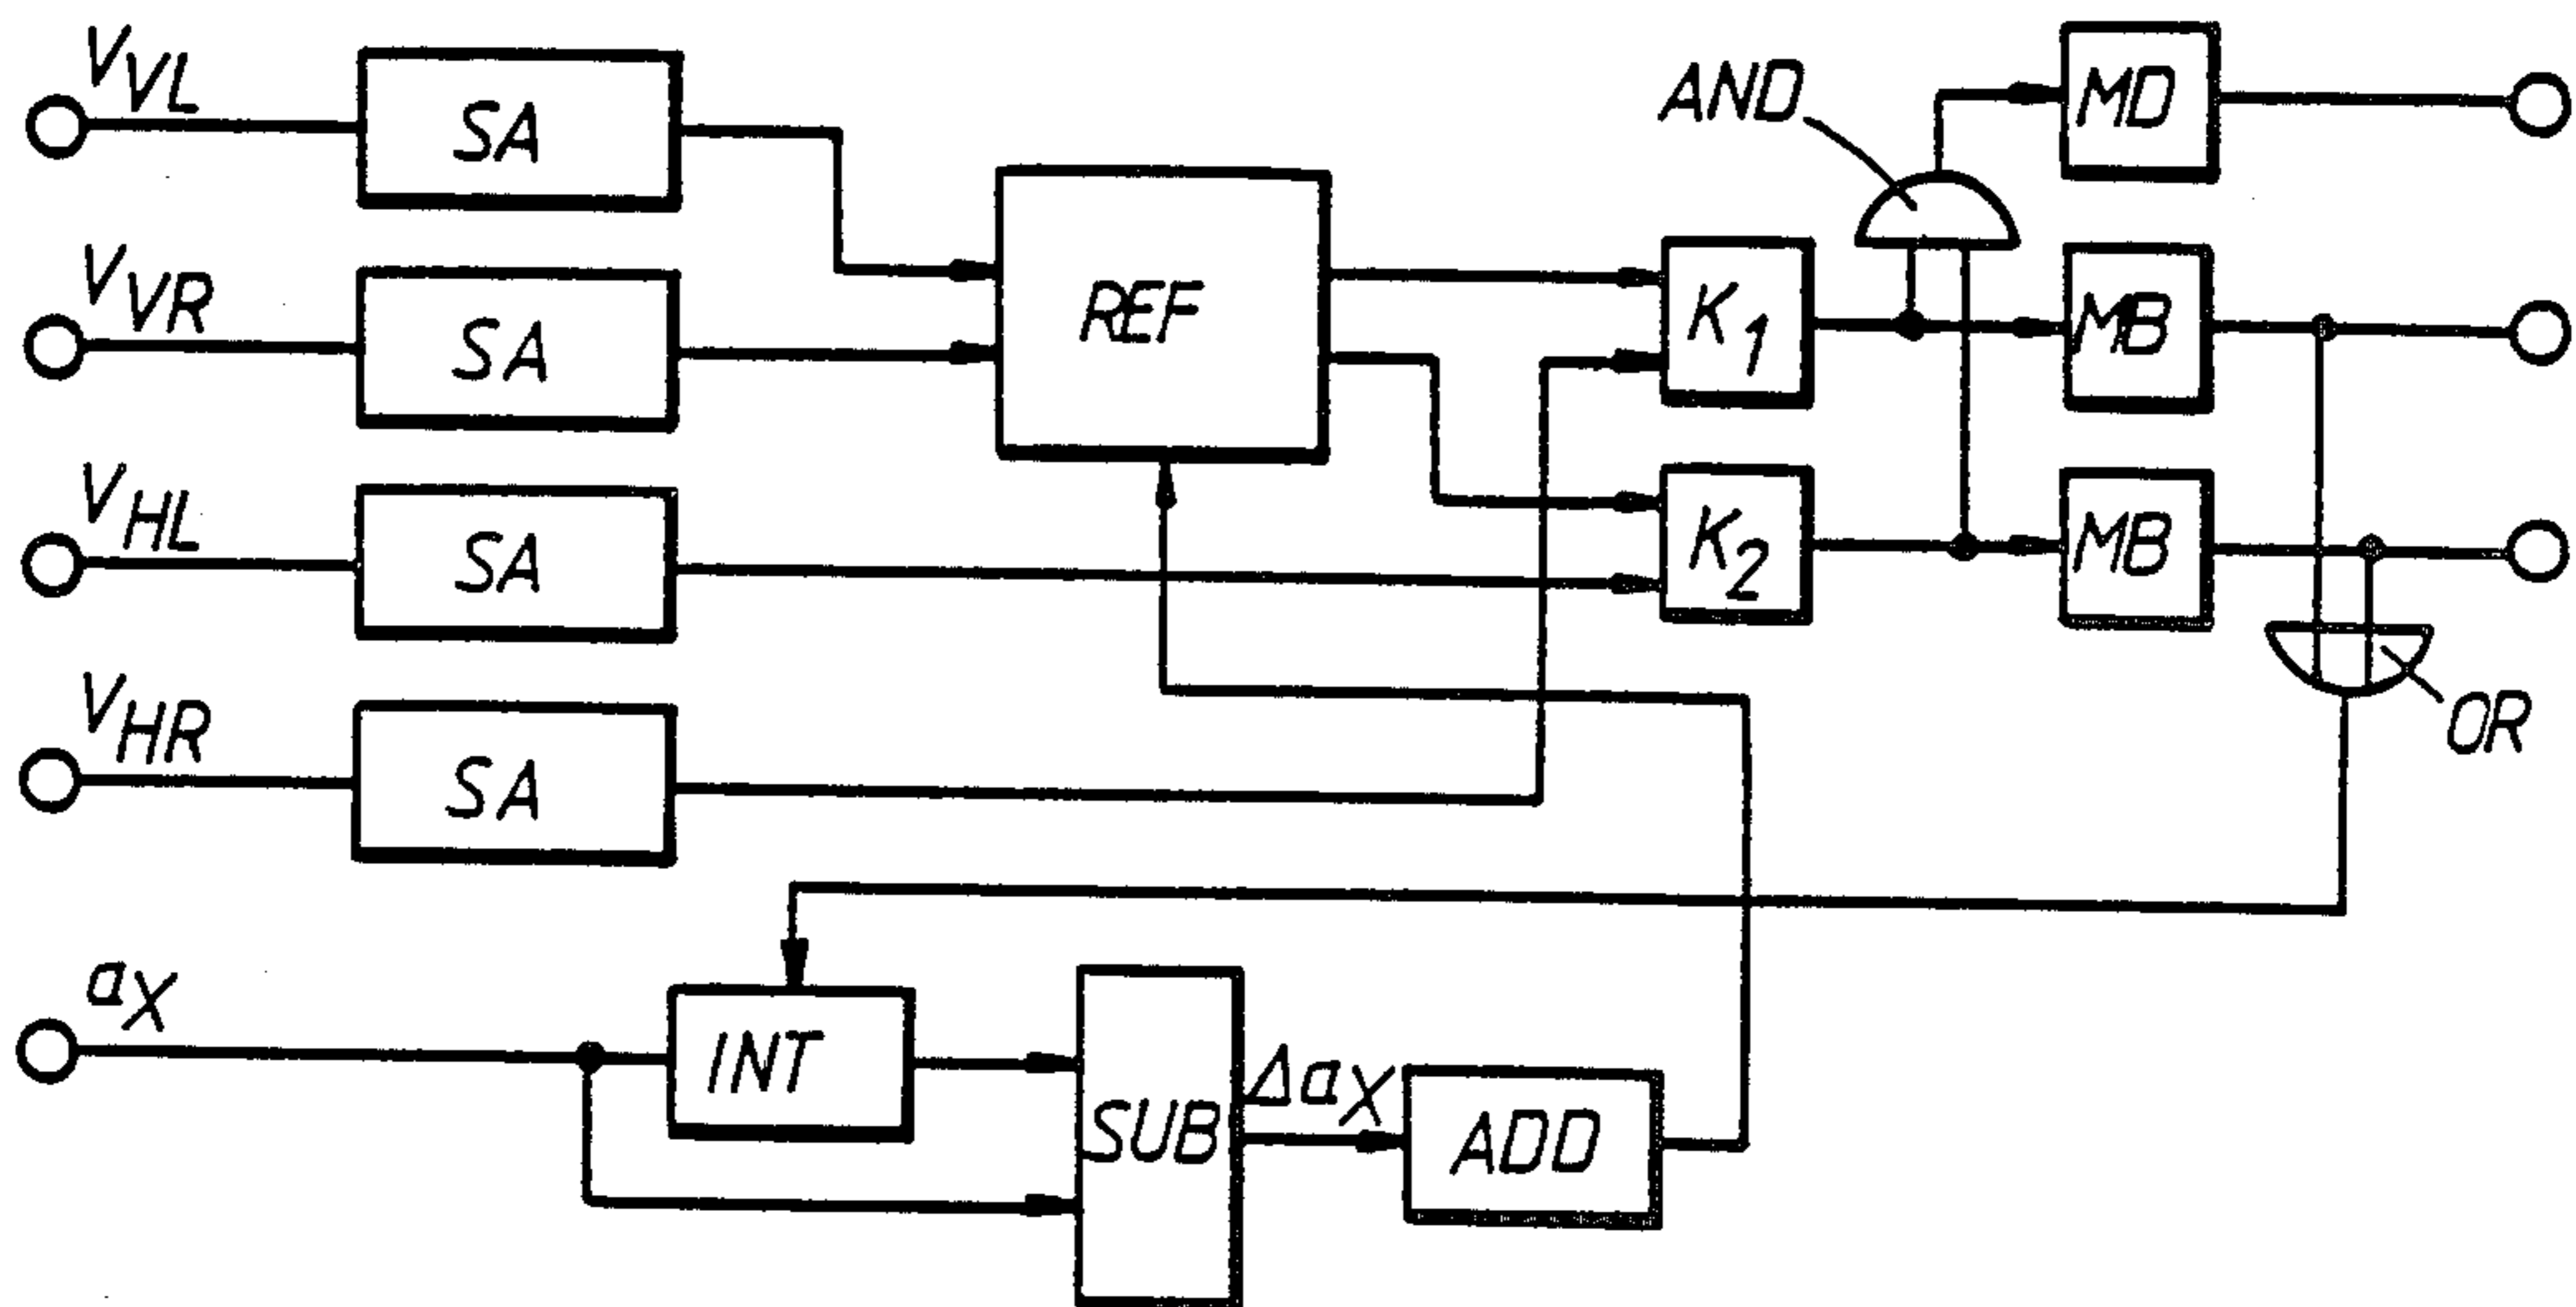 V_VL
SA
AND
MD
V_VR
SA
REF
K_1
MB
V_HL
SA
K_2
MB
V_HR
SA
OR
a_X
INT
SUB
Δa_X
ADD